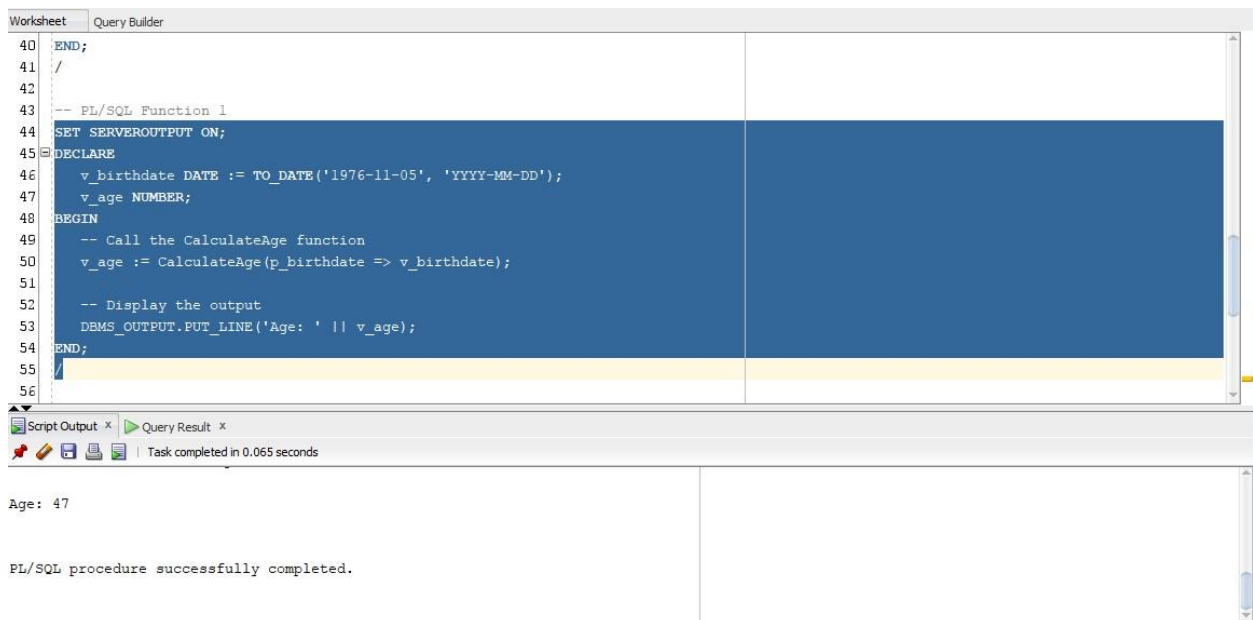 Worksheet Query Builder
40 END;
41 /
42
43 -- PL/SQL Function 1
44 SET SERVEROUTPUT ON;
45 DECLARE
46 v_birthdate DATE := TO_DATE('1976-11-05', 'YYYY-MM-DD');
47 v_age NUMBER;
48 BEGIN
49 -- Call the CalculateAge function
50 v_age := CalculateAge(p_birthdate => v_birthdate);
51
52 -- Display the output
53 DBMS_OUTPUT.PUT_LINE('Age: ' || v_age);
54 END;
55 /
56
Script Output x Query Result x
Task completed in 0.065 seconds
Age: 47
PL/SQL procedure successfully completed.